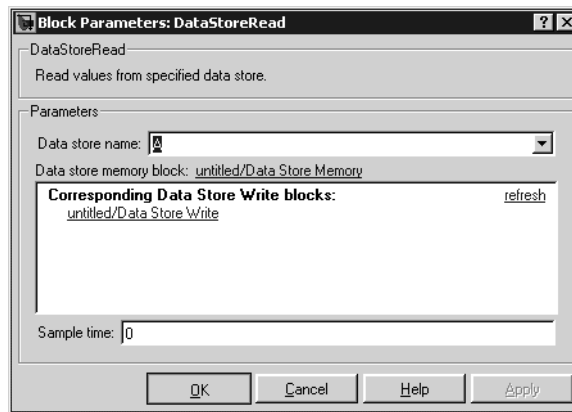 Block Parameters: DataStoreRead
DataStoreRead
Read values from specified data store.
Parameters
Data store name: A
Data store memory block: untitled/Data Store Memory
Corresponding Data Store Write blocks: refresh
untitled/Data Store Write
Sample time: 0
OK Cancel Help Apply